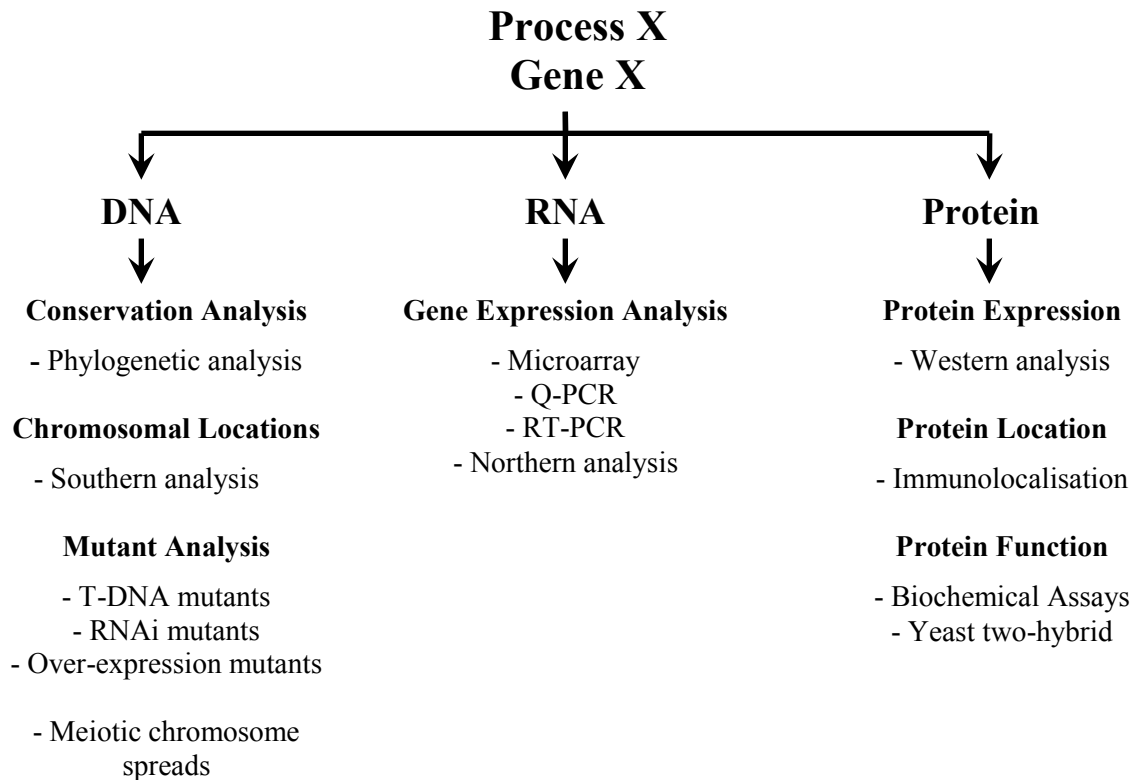 Process X
Gene X
DNA
Conservation Analysis
- Phylogenetic analysis
Chromosomal Locations
- Southern analysis
Mutant Analysis
- T-DNA mutants
- RNAi mutants
- Over-expression mutants
- Meiotic chromosome
spreads
RNA
Gene Expression Analysis
- Microarray
- Q-PCR
- RT-PCR
- Northern analysis
Protein
Protein Expression
- Western analysis
Protein Location
- Immunolocalisation
Protein Function
- Biochemical Assays
- Yeast two-hybrid